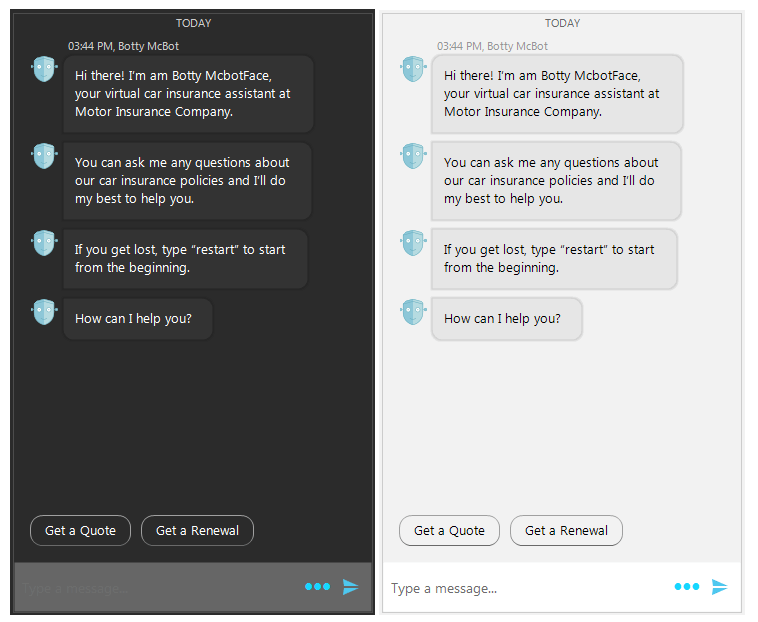 TODAY
03:44 PM, Botty McBot
Hi there! I'm am Botty McbotFace,
your virtual car insurance assistant at
Motor Insurance Company.
You can ask me any questions about
our car insurance policies and I'll do
my best to help you.
If you get lost, type “restart” to start
from the beginning.
How can I help you?
Get a Quote
Get a Renewal
Type a message...
TODAY
03:44 PM, Botty McBot
Hi there! I'm am Botty McbotFace,
your virtual car insurance assistant at
Motor Insurance Company.
You can ask me any questions about
our car insurance policies and I'll do
my best to help you.
If you get lost, type “restart” to start
from the beginning.
How can I help you?
Get a Quote
Get a Renewal
Type a message...